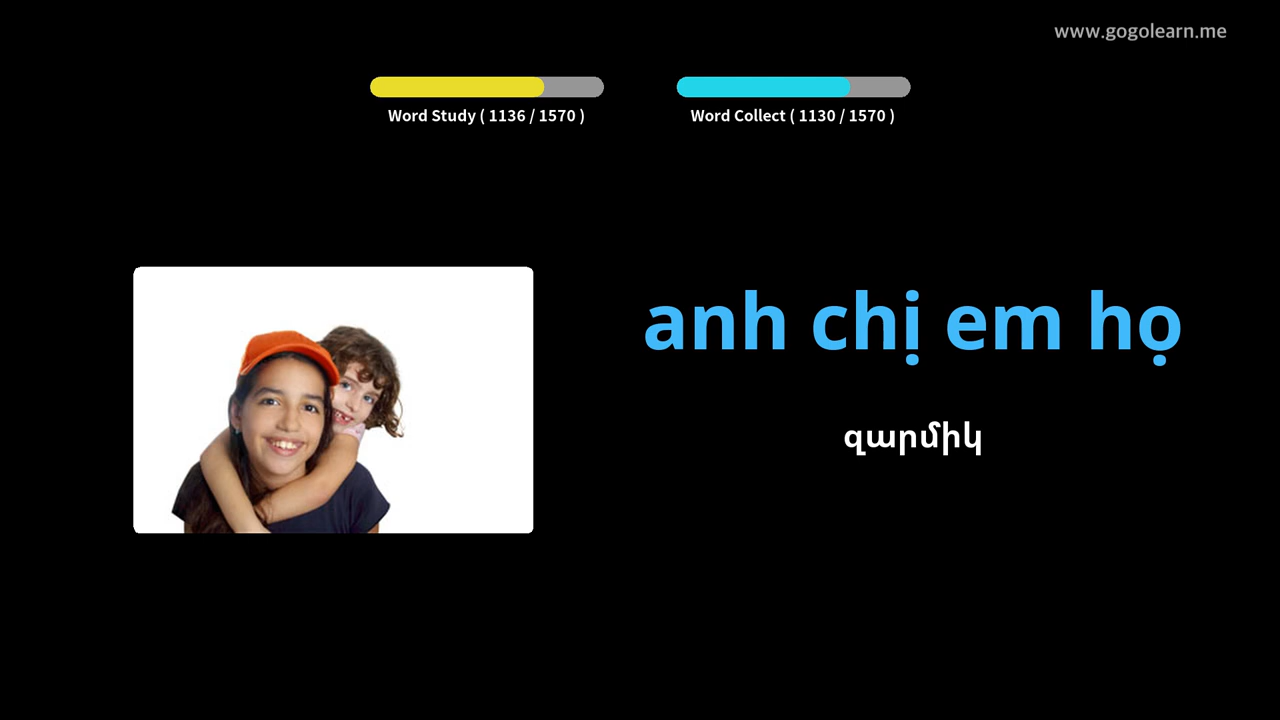 www.gogolearn.me
Word Study ( 1136 / 1570 )
Word Collect ( 1130 / 1570 )
anh chị em họ
զարմիկ